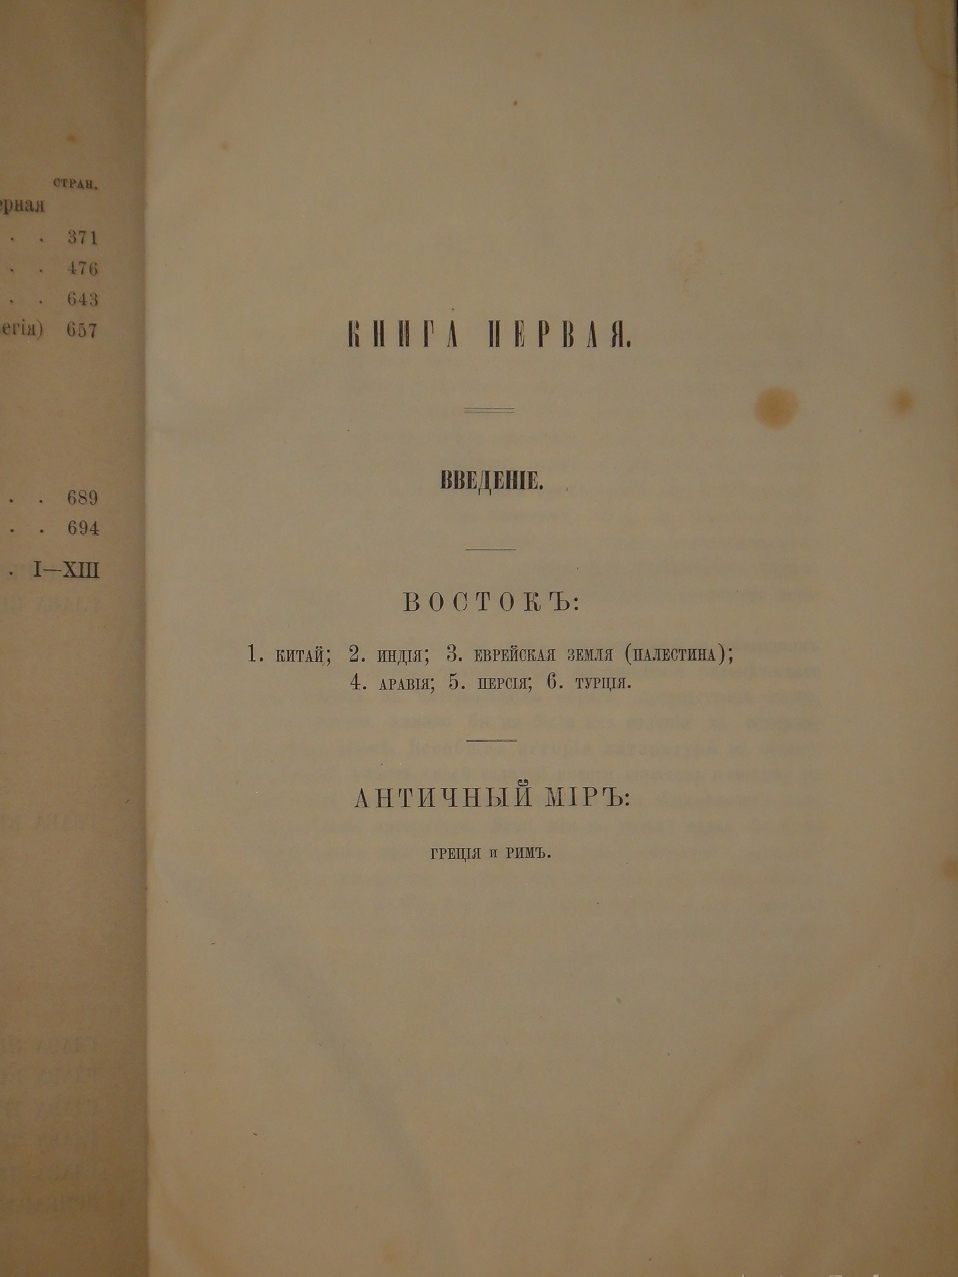 СТРАН.
рная
. . 371
. . 476
. . 643
егія) 657
. . 689
. . 694
. I—XIII
КНИГА ПЕРВАЯ.
ВВЕДЕНІЕ.
ВОСТОКЪ:
1. КИТАЙ; 2. ИНДІЯ; 3. ЕВРЕЙСКАЯ ЗЕМЛЯ (ПАЛЕСТИНА);
4. АРАВІЯ; 5. ПЕРСІЯ; 6. ТУРЦІЯ.
АНТИЧНЫЙ МІРЪ:
ГРЕЦІЯ и РИМЪ.